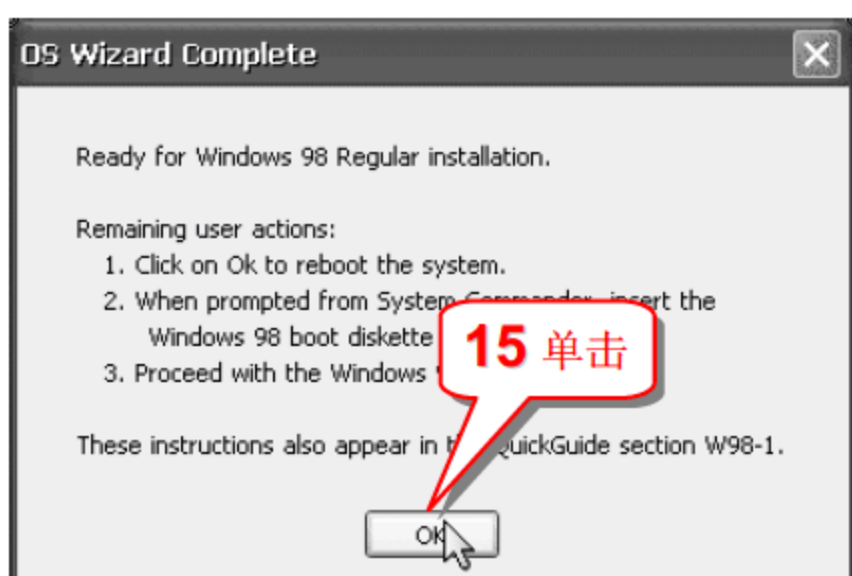 OS Wizard Complete
Ready for Windows 98 Regular installation.
Remaining user actions:
1. Click on Ok to reboot the system.
2. When prompted from System Commander, insert the
Windows 98 boot diskette
3. Proceed with the Windows
15 单击
These instructions also appear in the QuickGuide section W98-1.
OK